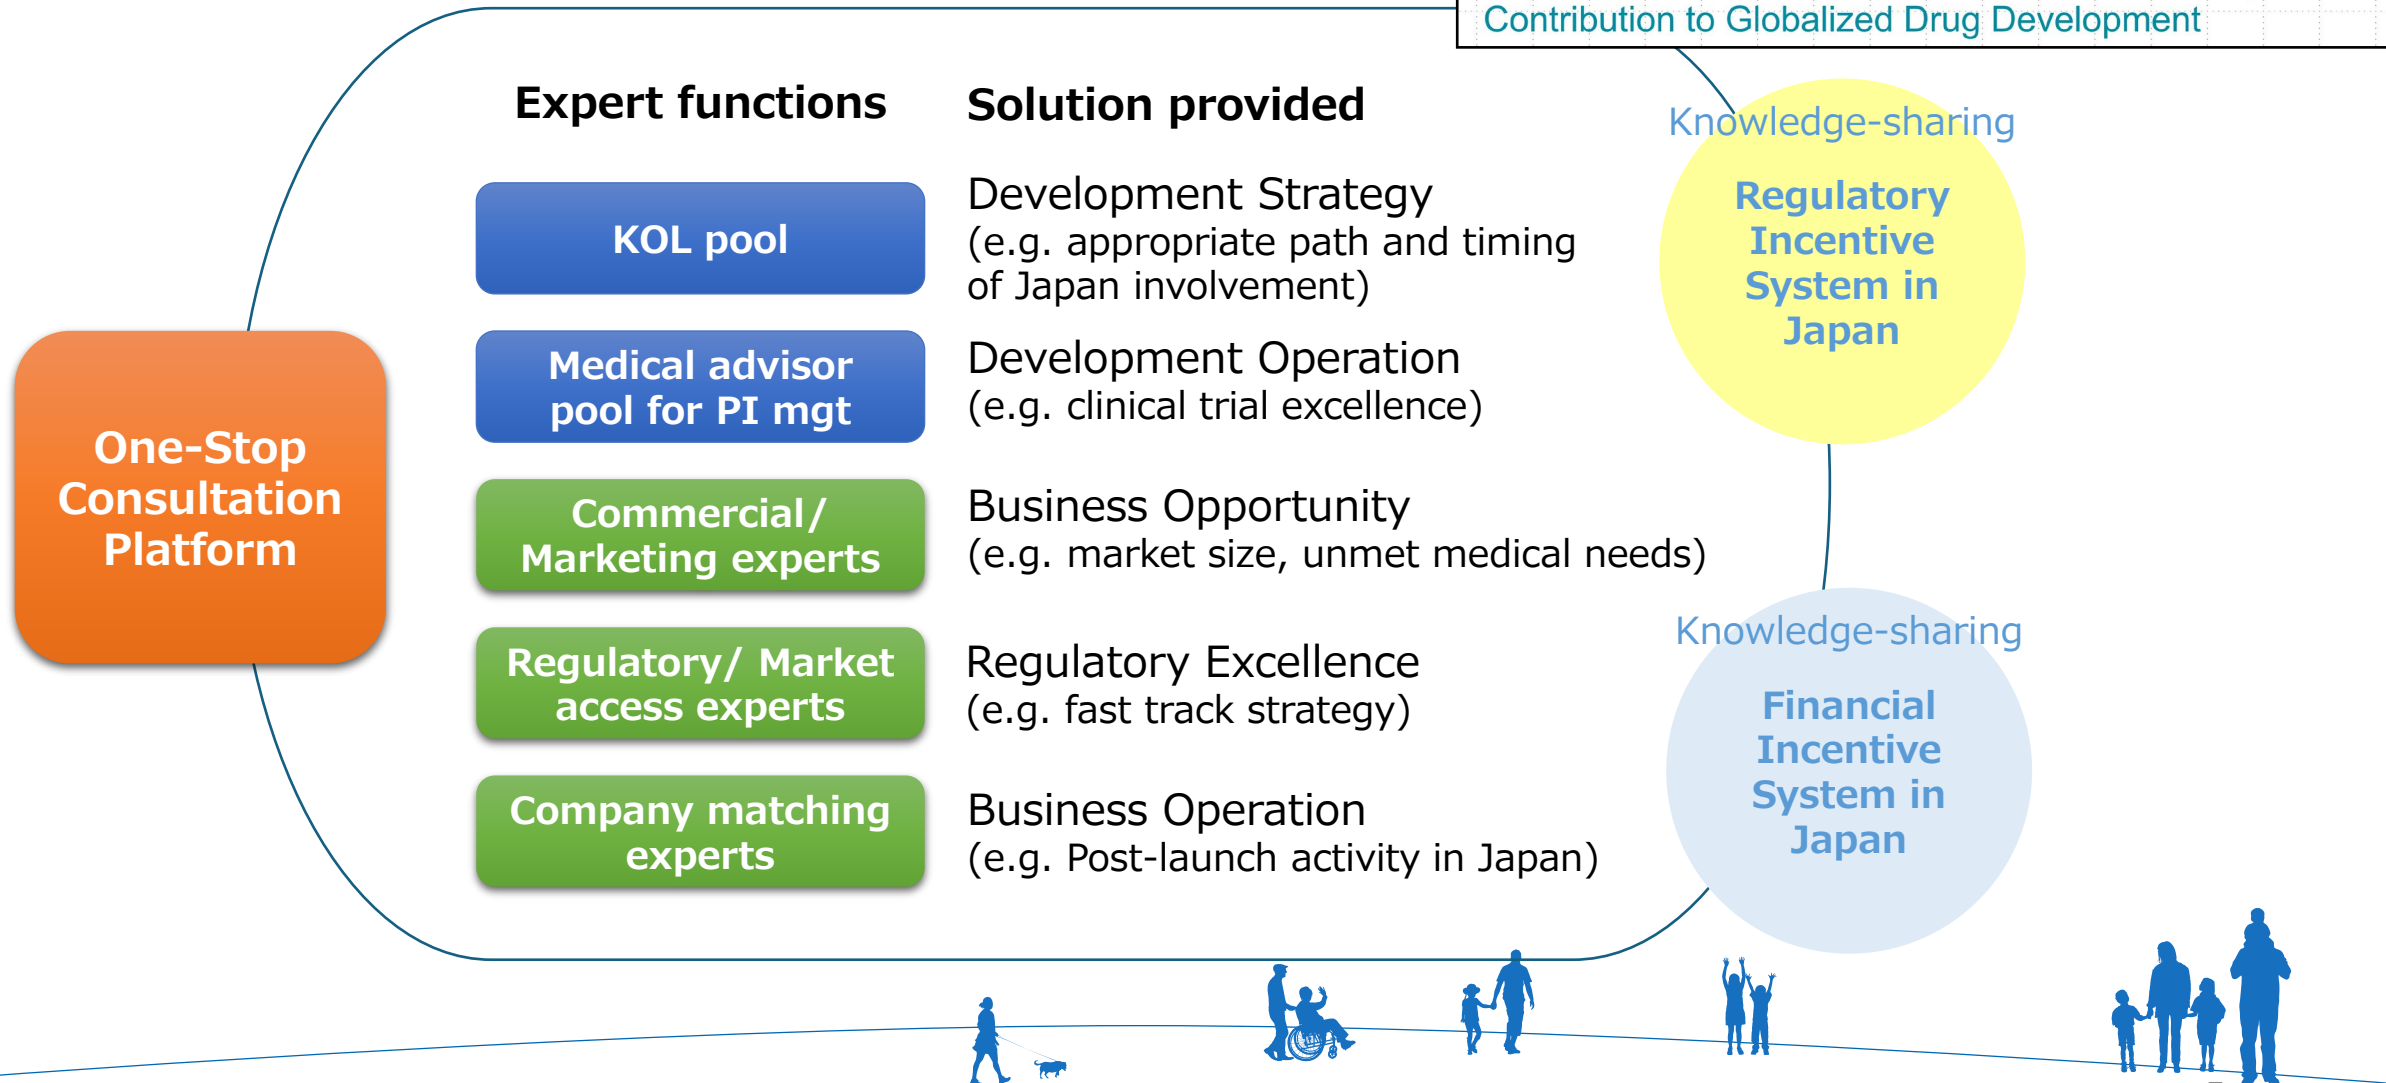 Contribution to Globalized Drug Development
Expert functions
Solution provided
One-Stop
Consultation
Platform
KOL pool
Development Strategy
(e.g. appropriate path and timing
of Japan involvement)
Medical advisor
pool for PI mgt
Development Operation
(e.g. clinical trial excellence)
Commercial/
Marketing experts
Business Opportunity
(e.g. market size, unmet medical needs)
Regulatory/ Market
access experts
Regulatory Excellence
(e.g. fast track strategy)
Company matching
experts
Business Operation
(e.g. Post-launch activity in Japan)
Knowledge-sharing
Regulatory
Incentive
System in
Japan
Knowledge-sharing
Financial
Incentive
System in
Japan